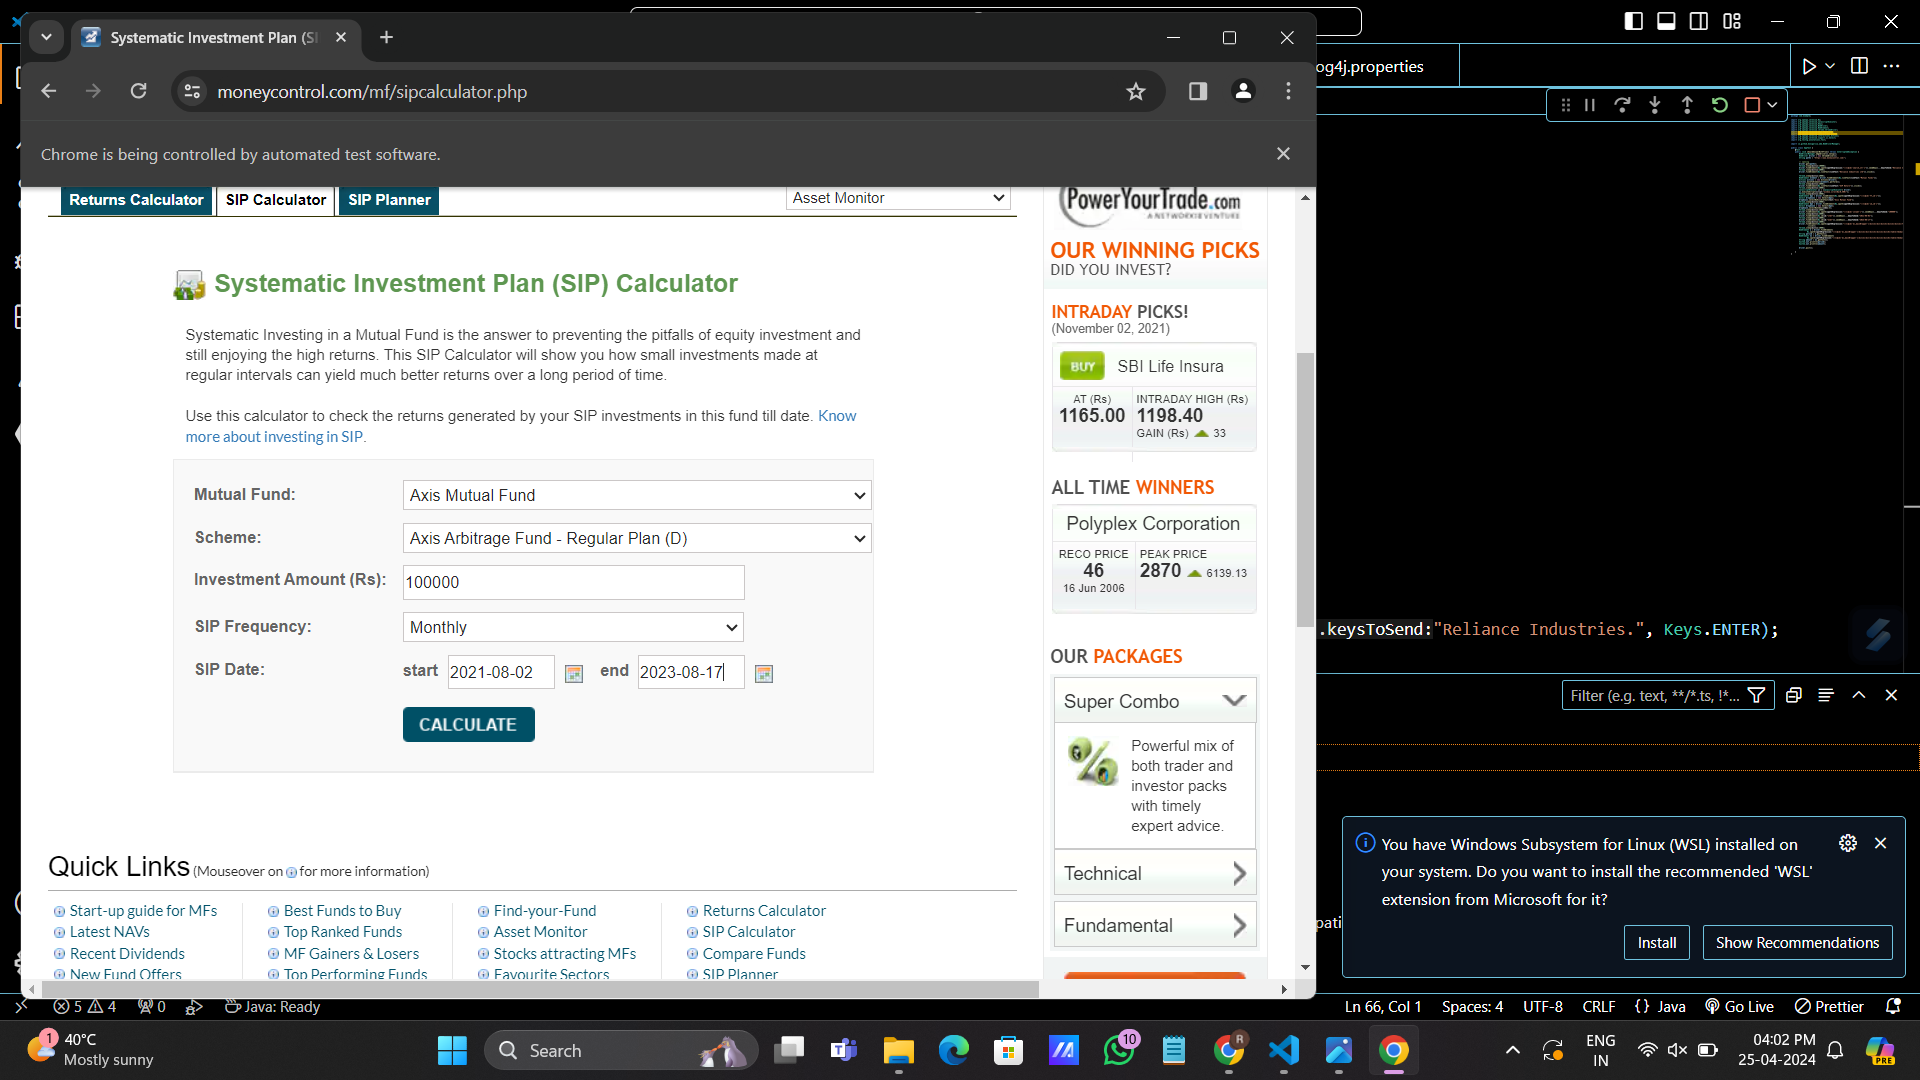 Systematic Investment Plan (SI
moneycontrol.com/mf/sipcalculator.php
Chrome is being controlled by automated test software.
Returns Calculator
SIP Calculator
SIP Planner
Asset Monitor
Systematic Investment Plan (SIP) Calculator
Systematic Investing in a Mutual Fund is the answer to preventing the pitfalls of equity investment and
still enjoying the high returns. This SIP Calculator will show you how small investments made at
regular intervals can yield much better returns over a long period of time.
Use this calculator to check the returns generated by your SIP investments in this fund till date. Know
more about investing in SIP.
Mutual Fund:
Axis Mutual Fund
Scheme:
Axis Arbitrage Fund - Regular Plan (D)
Investment Amount (Rs):
100000
SIP Frequency:
Monthly
SIP Date:
start 2021-08-02 end 2023-08-17
CALCULATE
Quick Links (Mouseover on for more information)
Start-up guide for MFs
Latest NAVs
Recent Dividends
New Fund Offers
Best Funds to Buy
Top Ranked Funds
MF Gainers & Losers
Top Performing Funds
Find-your-Fund
Asset Monitor
Stocks attracting MFs
Favourite Sectors
Returns Calculator
SIP Calculator
Compare Funds
SIP Planner
PowerYourTrade.com
A NETWORK18 VENTURE
OUR WINNING PICKS
DID YOU INVEST?
INTRADAY PICKS!
(November 02, 2021)
BUY SBI Life Insura
AT (Rs)
1165.00
INTRADAY HIGH (Rs)
1198.40
GAIN (Rs) 33
ALL TIME WINNERS
Polyplex Corporation
RECO PRICE
46
16 Jun 2006
PEAK PRICE
2870 6139.13
OUR PACKAGES
Super Combo
Powerful mix of
both trader and
investor packs
with timely
expert advice.
Technical
Fundamental
og4j.properties
.keysToSend:"Reliance Industries.", Keys.ENTER);
Filter (e.g. text, **/*.ts, !*...
pati
You have Windows Subsystem for Linux (WSL) installed on
your system. Do you want to install the recommended 'WSL'
extension from Microsoft for it?
Install
Show Recommendations
5 4 0 Java: Ready
Ln 66, Col 1 Spaces: 4 UTF-8 CRLF {} Java Go Live Prettier
1
40°C
Mostly sunny
Search
10
R
ENG
IN
04:02 PM
25-04-2024
PRE